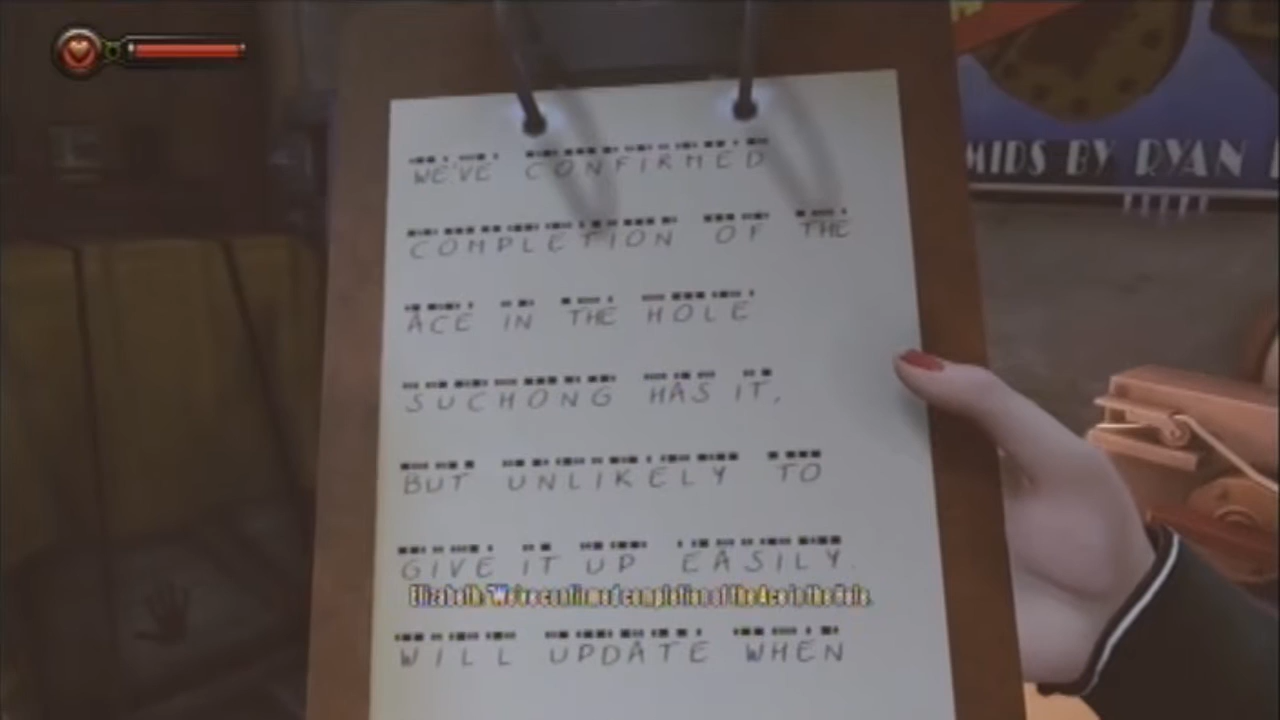 MIDS BY RYAN
WE'VE CONFIRMED
COMPLETION OF THE
ACE IN THE HOLE
SUCHONG HAS IT,
BUT UNLIKELY TO
GIVE IT UP EASILY.
Elizabeth: "We've confirmed completion of the Ace in the Hole.
WILL UPDATE WHEN